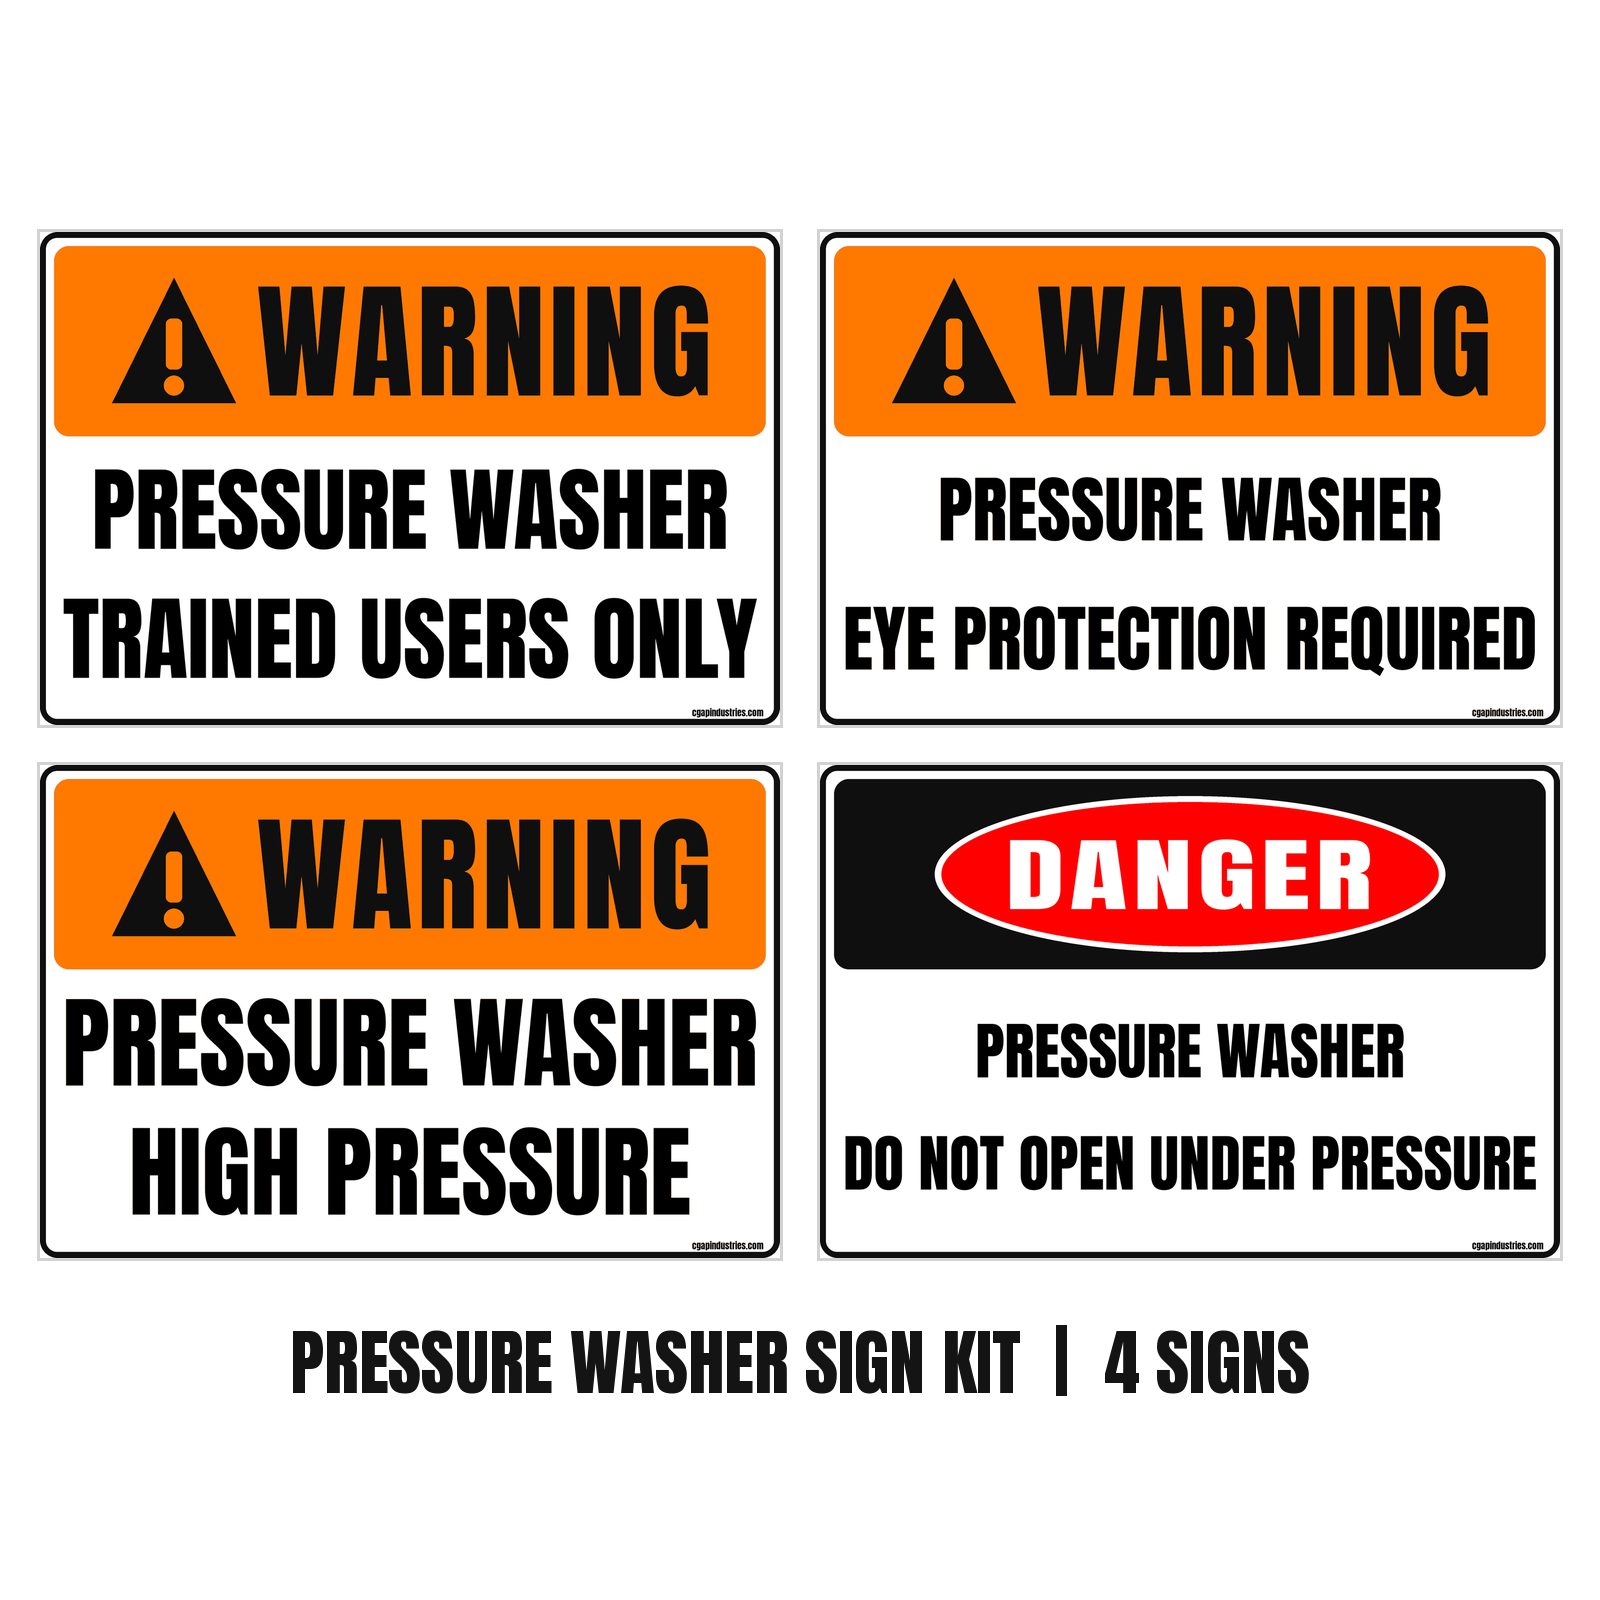 WARNING
PRESSURE WASHER
TRAINED USERS ONLY
cgapindustries.com
WARNING
PRESSURE WASHER
EYE PROTECTION REQUIRED
cgapindustries.com
WARNING
PRESSURE WASHER
HIGH PRESSURE
cgapindustries.com
DANGER
PRESSURE WASHER
DO NOT OPEN UNDER PRESSURE
cgapindustries.com
PRESSURE WASHER SIGN KIT | 4 SIGNS